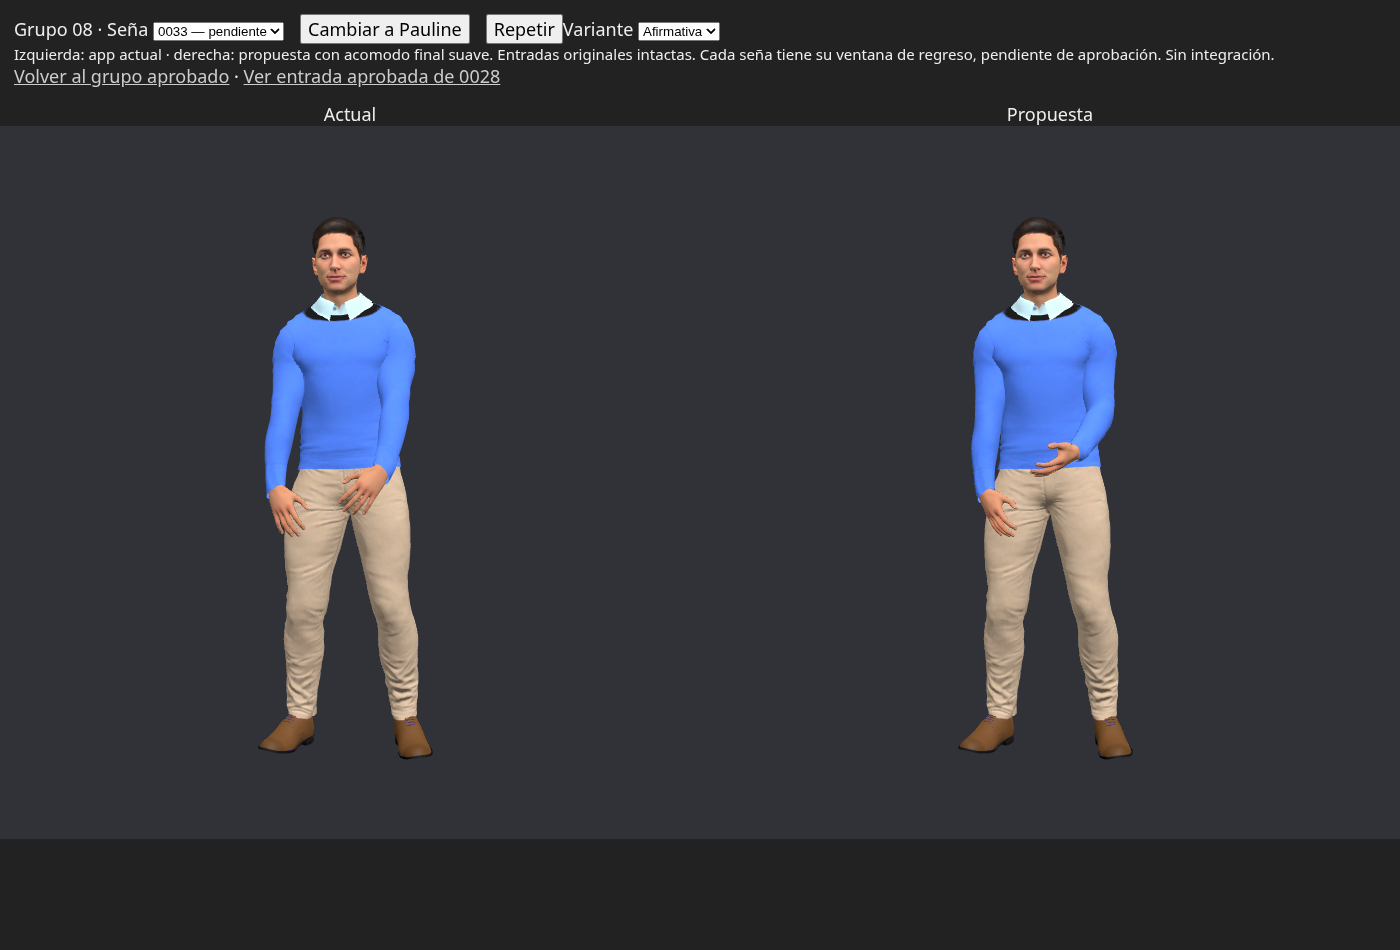 Grupo 08 · Seña 0033 — pendiente Cambiar a Pauline Repetir Variante Afirmativa
Izquierda: app actual · derecha: propuesta con acomodo final suave. Entradas originales intactas. Cada seña tiene su ventana de regreso, pendiente de aprobación. Sin integración.
Volver al grupo aprobado · Ver entrada aprobada de 0028
Actual
Propuesta